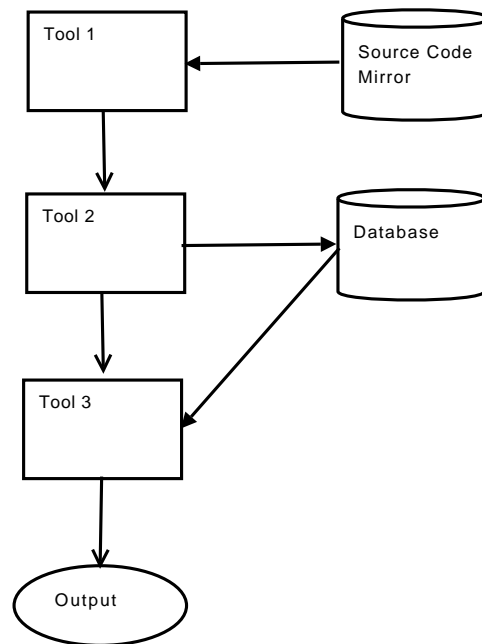 Tool 1
Source Code
Mirror
Tool 2
Database
Tool 3
Output